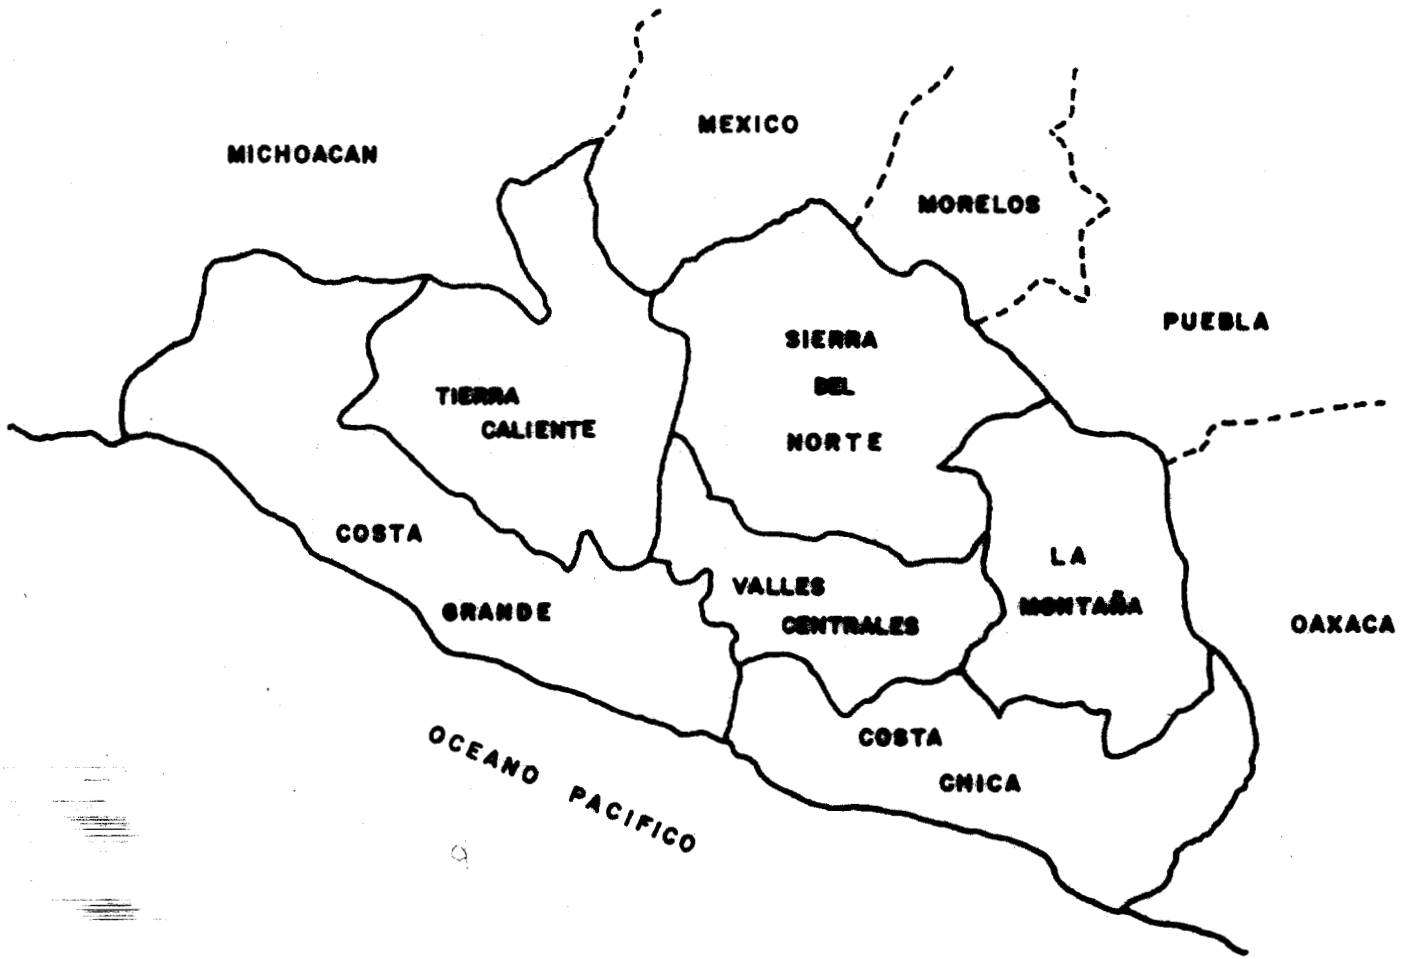 MEXICO
MICHOACAN
MORELOS
PUEBLA
SIERRA
DEL
NORTE
TIERRA
CALIENTE
COSTA
GRANDE
VALLES
CENTRALES
LA
MONTAÑA
OAXACA
COSTA
CHICA
OCEANO PACIFICO